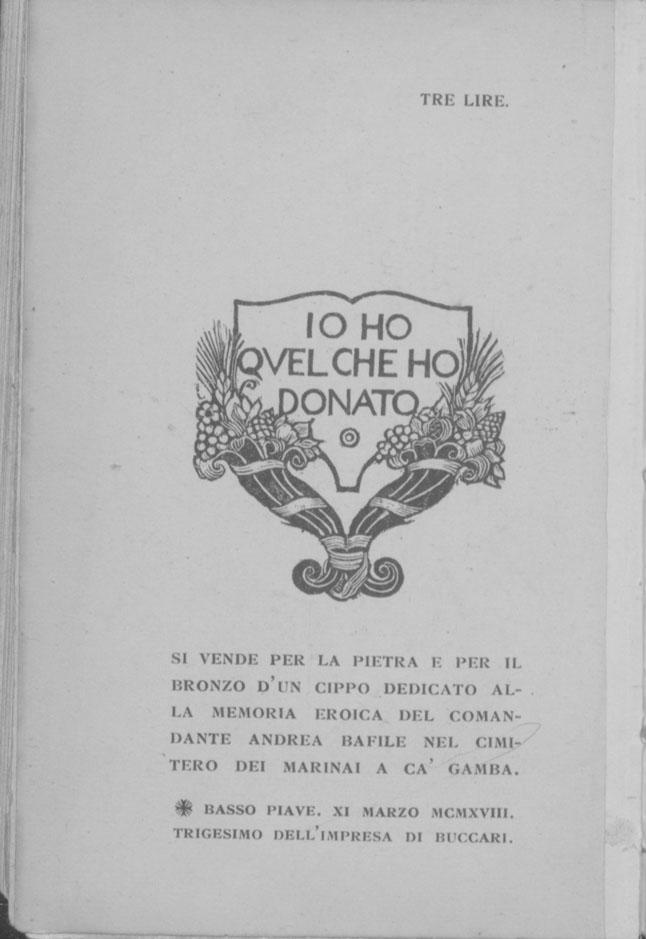 TRE LIRE.
IO HO
QVEL CHE HO
DONATO
SI VENDE PER LA PIETRA E PER IL
BRONZO D'UN CIPPO DEDICATO AL-
LA MEMORIA EROICA DEL COMAN-
DANTE ANDREA BAFILE NEL CIMI-
TERO DEI MARINAI A CA' GAMBA.
BASSO PIAVE. XI MARZO MCMXVIII.
TRIGESIMO DELL'IMPRESA DI BUCCARI.